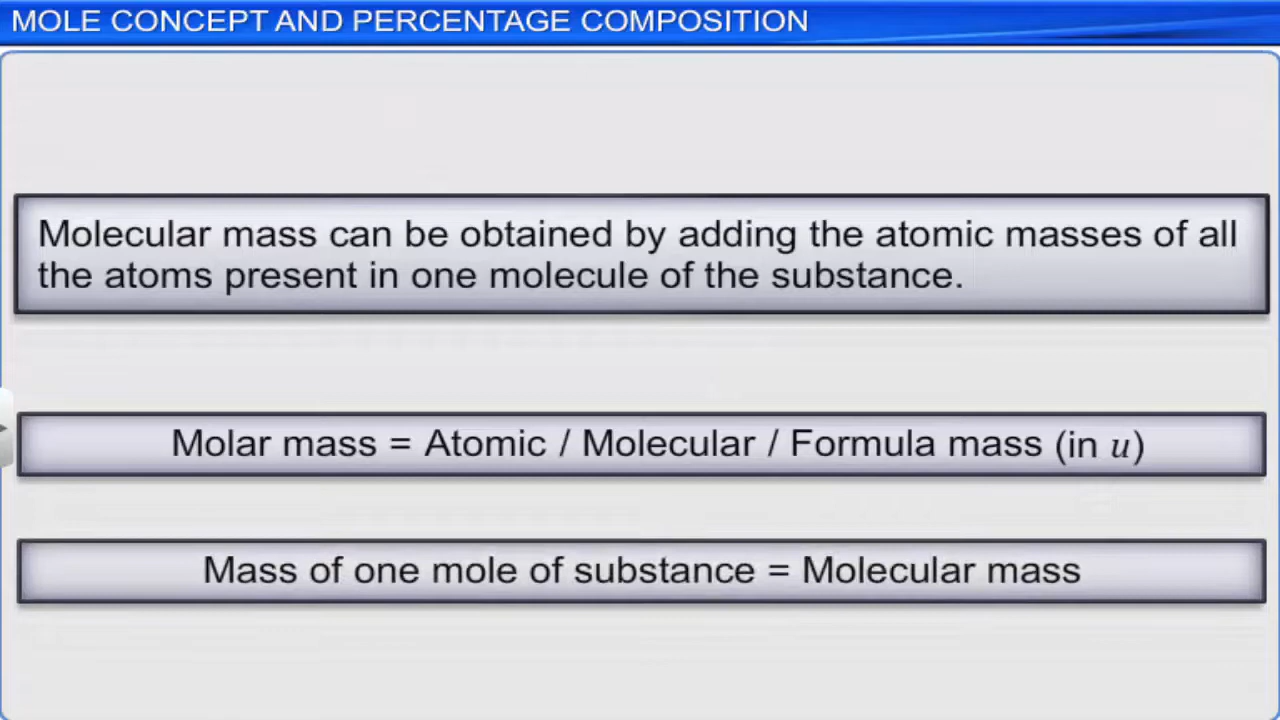 MOLE CONCEPT AND PERCENTAGE COMPOSITION
Molecular mass can be obtained by adding the atomic masses of all
the atoms present in one molecule of the substance.
Molar mass = Atomic / Molecular / Formula mass (in u)
Mass of one mole of substance = Molecular mass